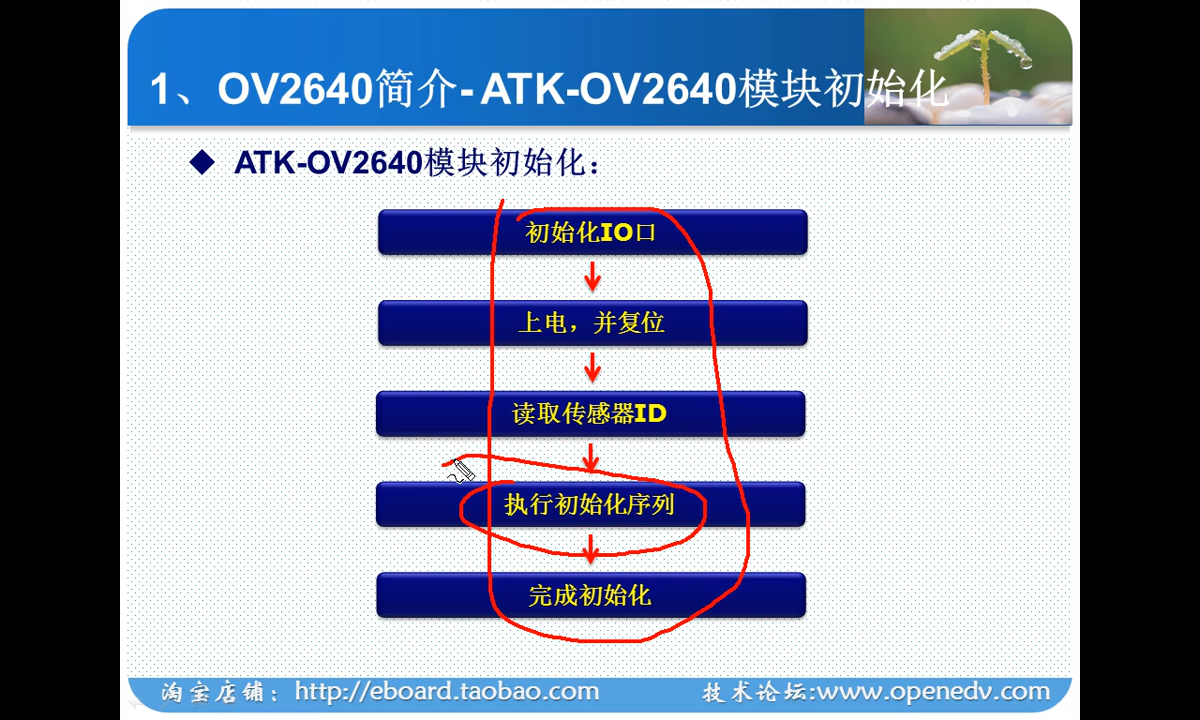 1、OV2640简介- ATK-OV2640模块初始化
◆ ATK-OV2640模块初始化：
初始化IO口
上电，并复位
读取传感器ID
执行初始化序列
完成初始化
淘宝店铺：http://eboard.taobao.com 技术论坛:www.openedv.com